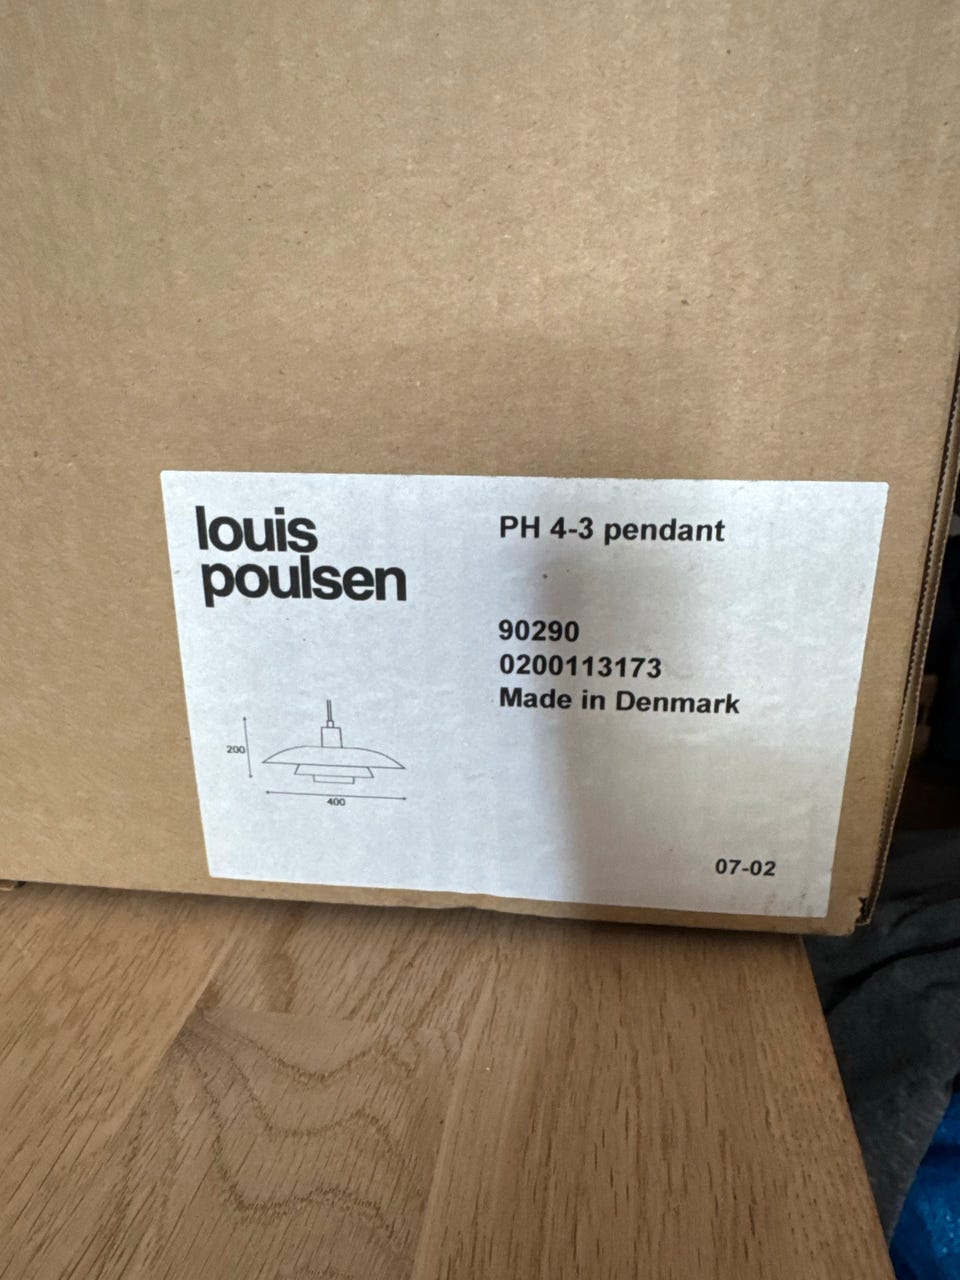 louis
poulsen
PH 4-3 pendant
90290
0200113173
Made in Denmark
200
400
07-02